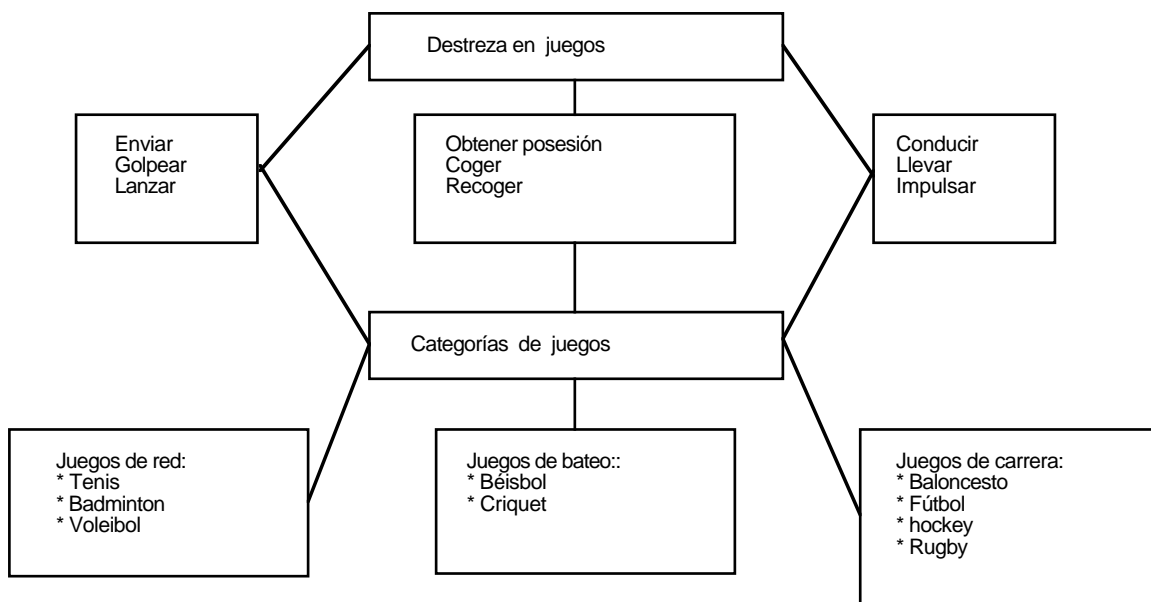 Destreza en juegos
Enviar
Golpear
Lanzar
Obtener posesión
Coger
Recoger
Conducir
Llevar
Impulsar
Categorías de juegos
Juegos de red:
* Tenis
* Badminton
* Voleibol
Juegos de bateo::
* Béisbol
* Criquet
Juegos de carrera:
* Baloncesto
* Fútbol
* hockey
* Rugby